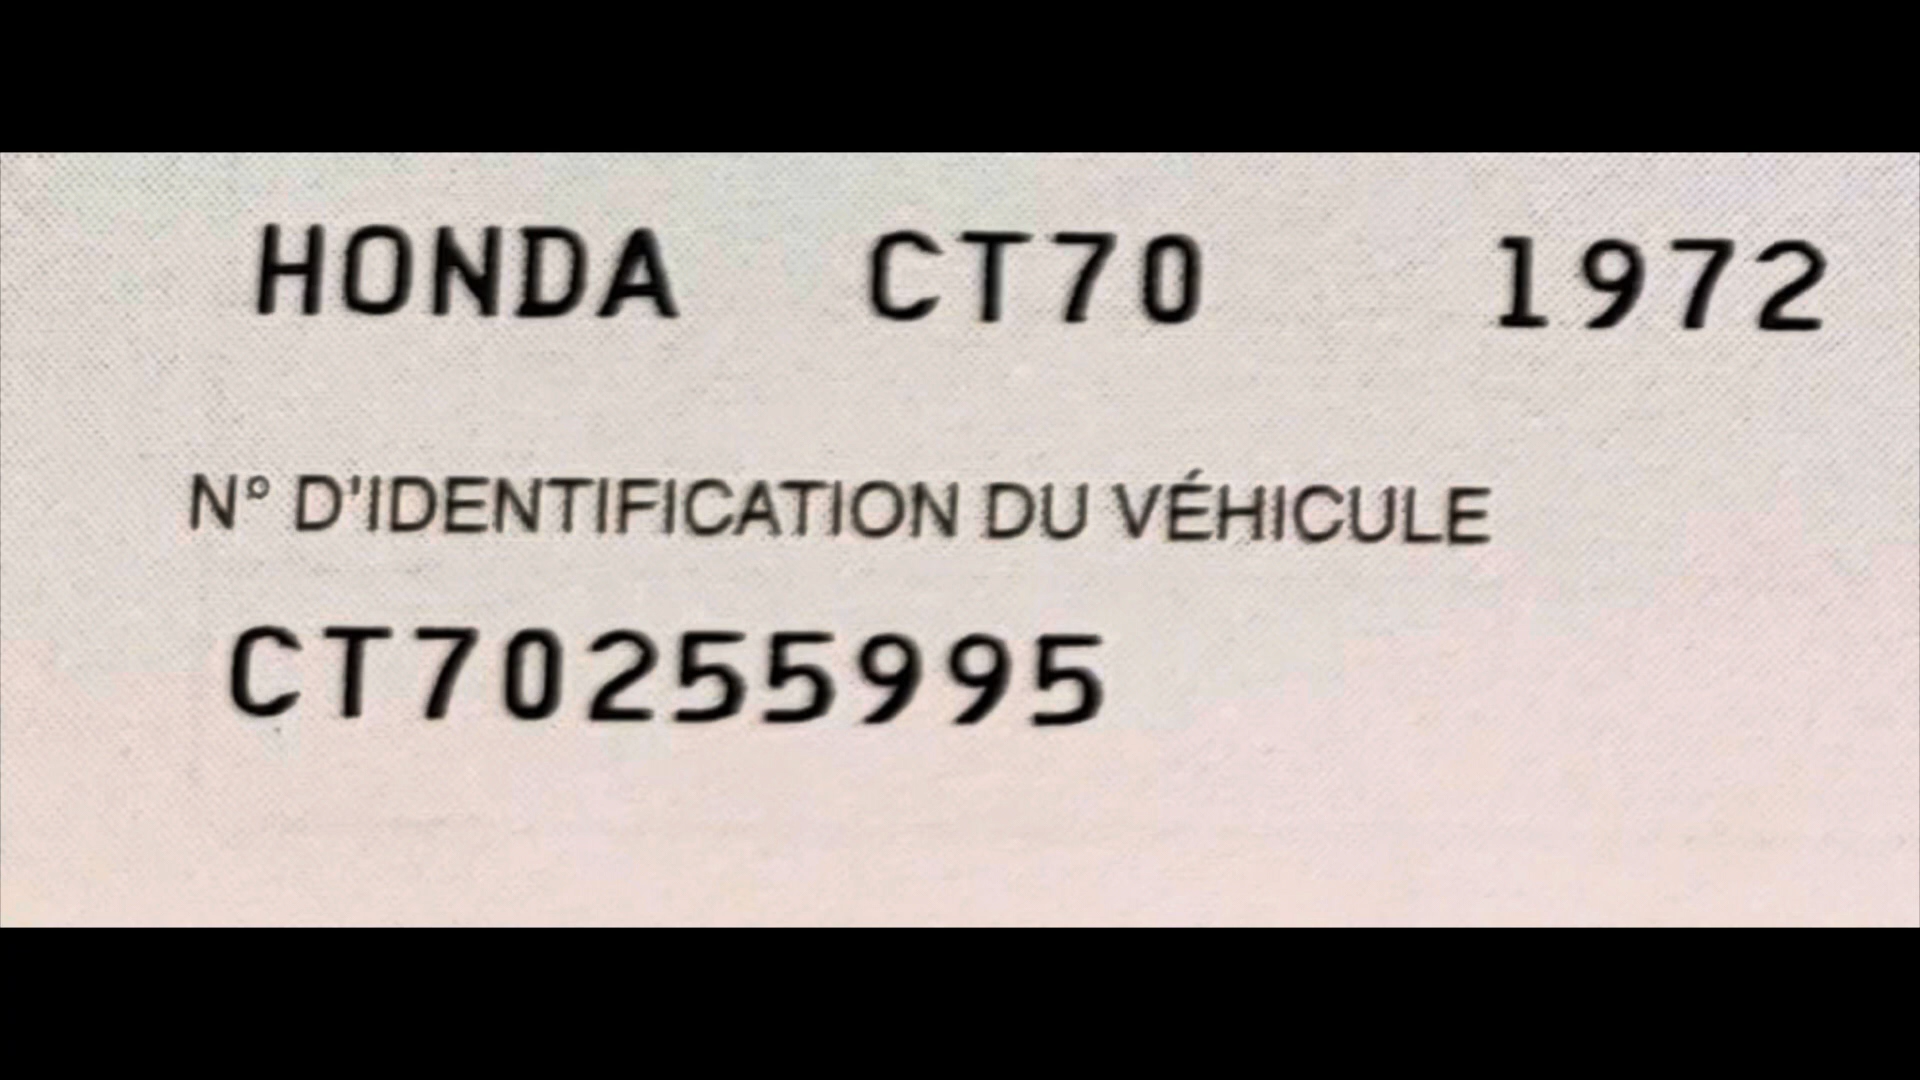 HONDA CT70 1972
N° D'IDENTIFICATION DU VÉHICULE
CT70255995